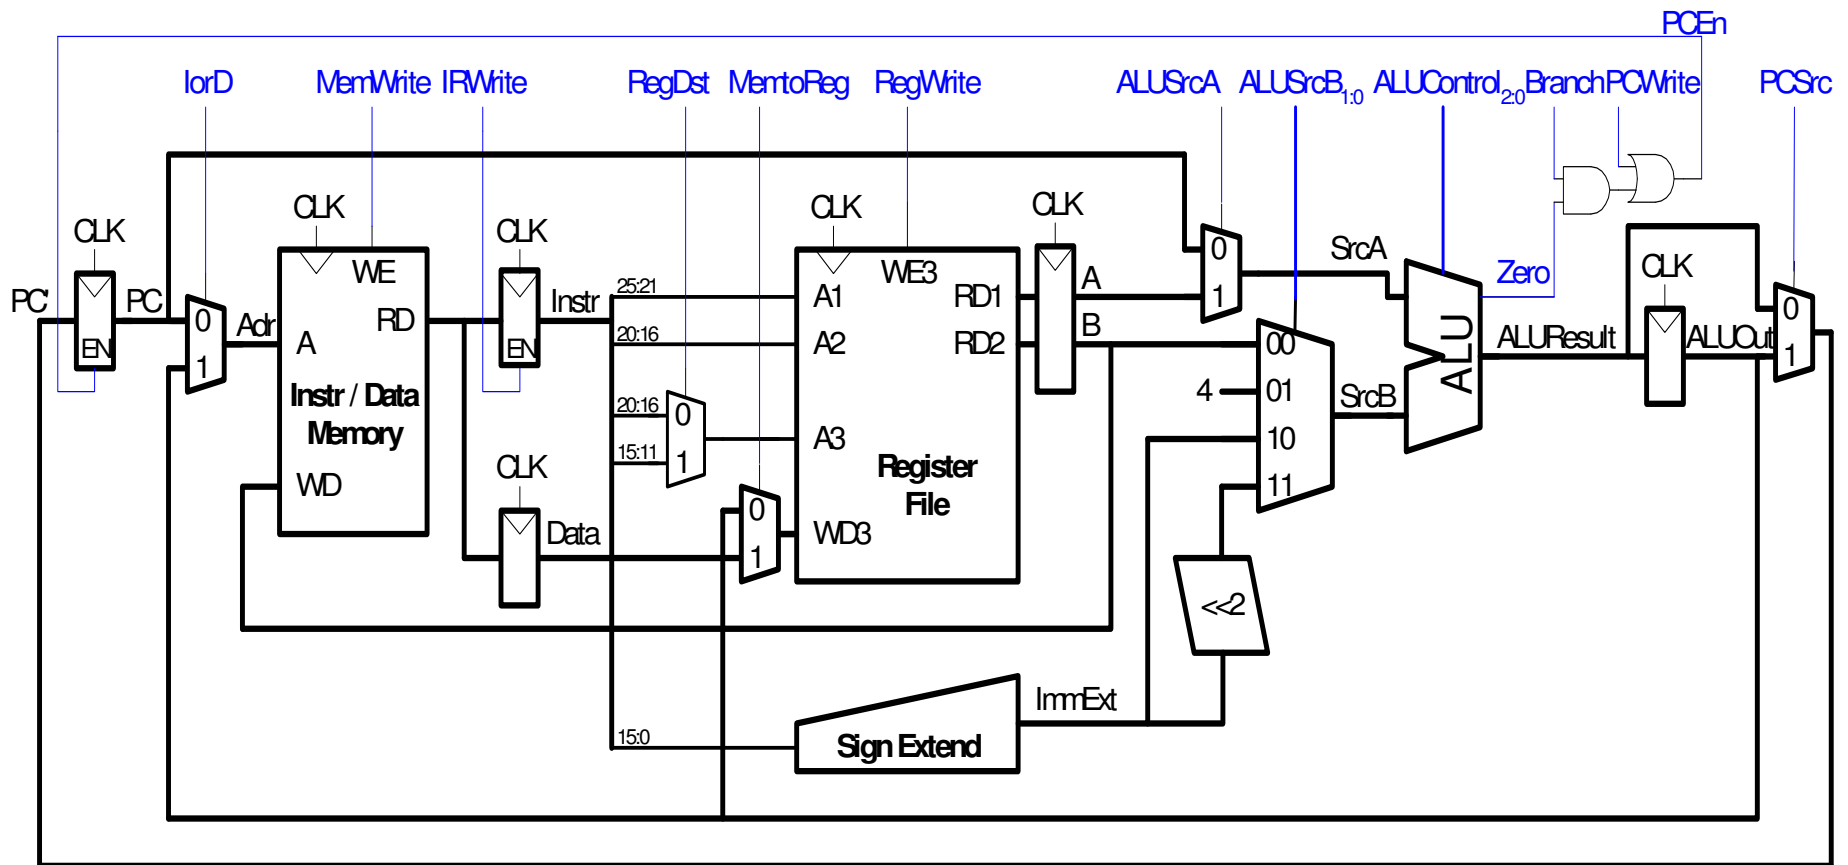 PCEn
IorD
MemWrite
IRWrite
RegDst
MemtoReg
RegWrite
ALUSrcA
ALUSrcB1:0
ALUControl2:0
Branch
PCWrite
PCSrc
CLK
CLK
CLK
CLK
CLK
CLK
PC'
EN
PC
0
1
Adr
WE
RD
A
Instr / Data
Memory
WD
EN
Instr
CLK
Data
25:21
20:16
20:16
15:11
15:0
0
1
0
1
WE3
A1
RD1
A2
RD2
A3
Register
File
WD3
A
B
0
1
SrcA
00
4
01
10
11
SrcB
<<2
ImmExt
Sign Extend
ALU
Zero
ALUResult
CLK
ALUOut
0
1